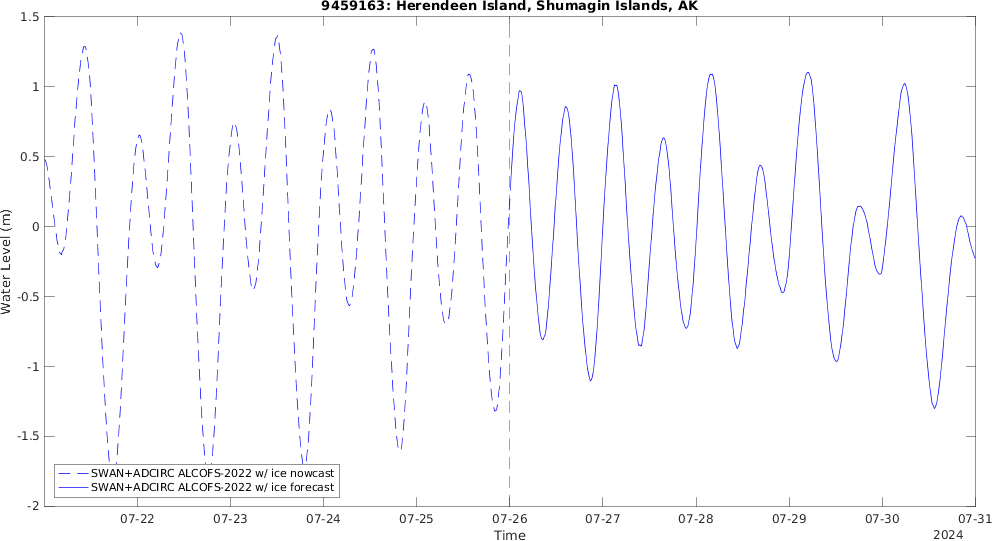 9459163: Herendeen Island, Shumagin Islands, AK
Water Level (m)
1.5
1
0.5
0
-0.5
-1
-1.5
-2
SWAN+ADCIRC ALCOFS-2022 w/ ice nowcast
SWAN+ADCIRC ALCOFS-2022 w/ ice forecast
07-22 07-23 07-24 07-25 07-26 07-27 07-28 07-29 07-30 07-31
Time
2024